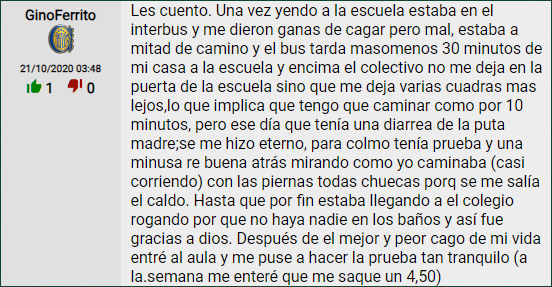 GinoFerrito
21/10/2020 03:48
1 0
Les cuento. Una vez yendo a la escuela estaba en el
interbus y me dieron ganas de cagar pero mal, estaba a
mitad de camino y el bus tarda masomenos 30 minutos de
mi casa a la escuela y encima el colectivo no me deja en la
puerta de la escuela sino que me deja varias cuadras mas
lejos,lo que implica que tengo que caminar como por 10
minutos, pero ese día que tenía una diarrea de la puta
madre;se me hizo eterno, para colmo tenía prueba y una
minusa re buena atrás mirando como yo caminaba (casi
corriendo) con las piernas todas chuecas porq se me salía
el caldo. Hasta que por fin estaba llegando a el colegio
rogando por que no haya nadie en los baños y así fue
gracias a dios. Después de el mejor y peor cago de mi vida
entré al aula y me puse a hacer la prueba tan tranquilo (a
la.semana me enteré que me saque un 4,50)